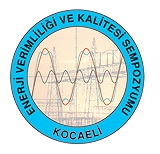 ENERJİ VERİMLİLİĞİ VE KALİTESİ SEMPOZYUMU
KOCAELİ